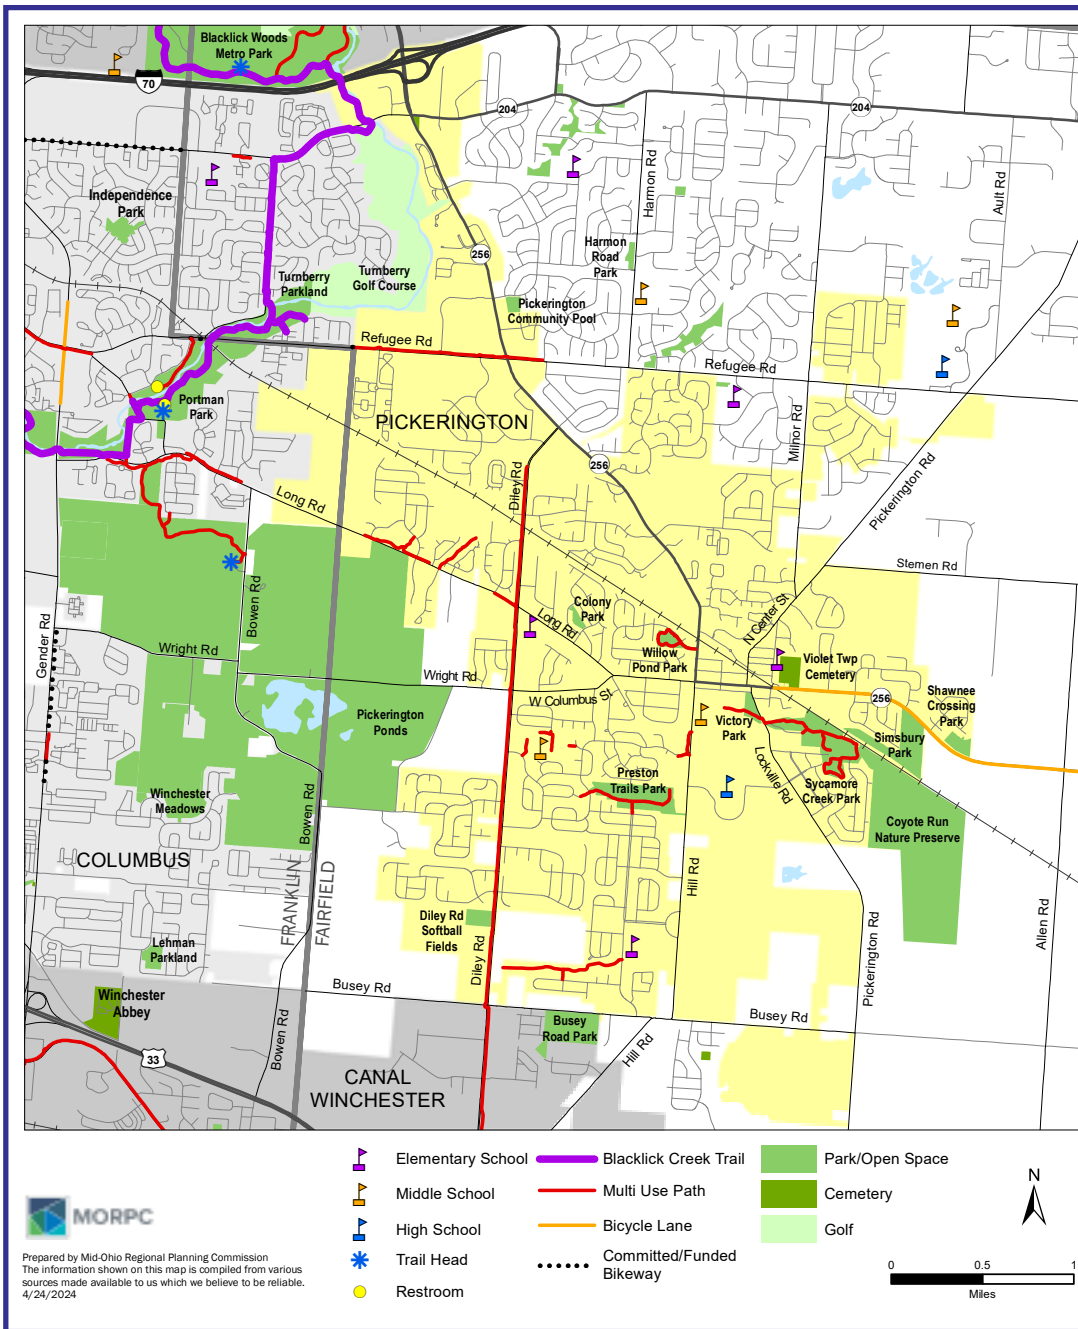 Blacklick Woods
Metro Park
70
204
204
Independence
Park
Harmon Rd
Ault Rd
256
Harmon
Road
Park
Turnberry
Parkland
Turnberry
Golf Course
Pickerington
Community Pool
Refugee Rd
Refugee Rd
Portman
Park
PICKERINGTON
Milnor Rd
256
Diley Rd
Pickerington Rd
Long Rd
Stemen Rd
Bowen Rd
Colony
Park
Long Rd
N Center St
Gender Rd
Wright Rd
Willow
Pond Park
Violet Twp
Cemetery
Wright Rd
W Columbus St
256
Shawnee
Crossing
Park
Pickerington
Ponds
Victory
Park
Simsbury
Park
Lockville Rd
Preston
Trails Park
Sycamore
Creek Park
Winchester
Meadows
Bowen Rd
Coyote Run
Nature Preserve
COLUMBUS
FRANKLIN
FAIRFIELD
Hill Rd
Diley Rd
Softball
Fields
Allen Rd
Lehman
Parkland
Diley Rd
Pickerington Rd
Busey Rd
Winchester
Abbey
Busey Rd
Bowen Rd
Busey
Road Park
Hill Rd
33
CANAL
WINCHESTER
Elementary School
Middle School
High School
Trail Head
Restroom
Blacklick Creek Trail
Multi Use Path
Bicycle Lane
Committed/Funded
Bikeway
Park/Open Space
Cemetery
Golf
N
0 0.5 1
Miles
MORPC
Prepared by Mid-Ohio Regional Planning Commission
The information shown on this map is compiled from various
sources made available to us which we believe to be reliable.
4/24/2024